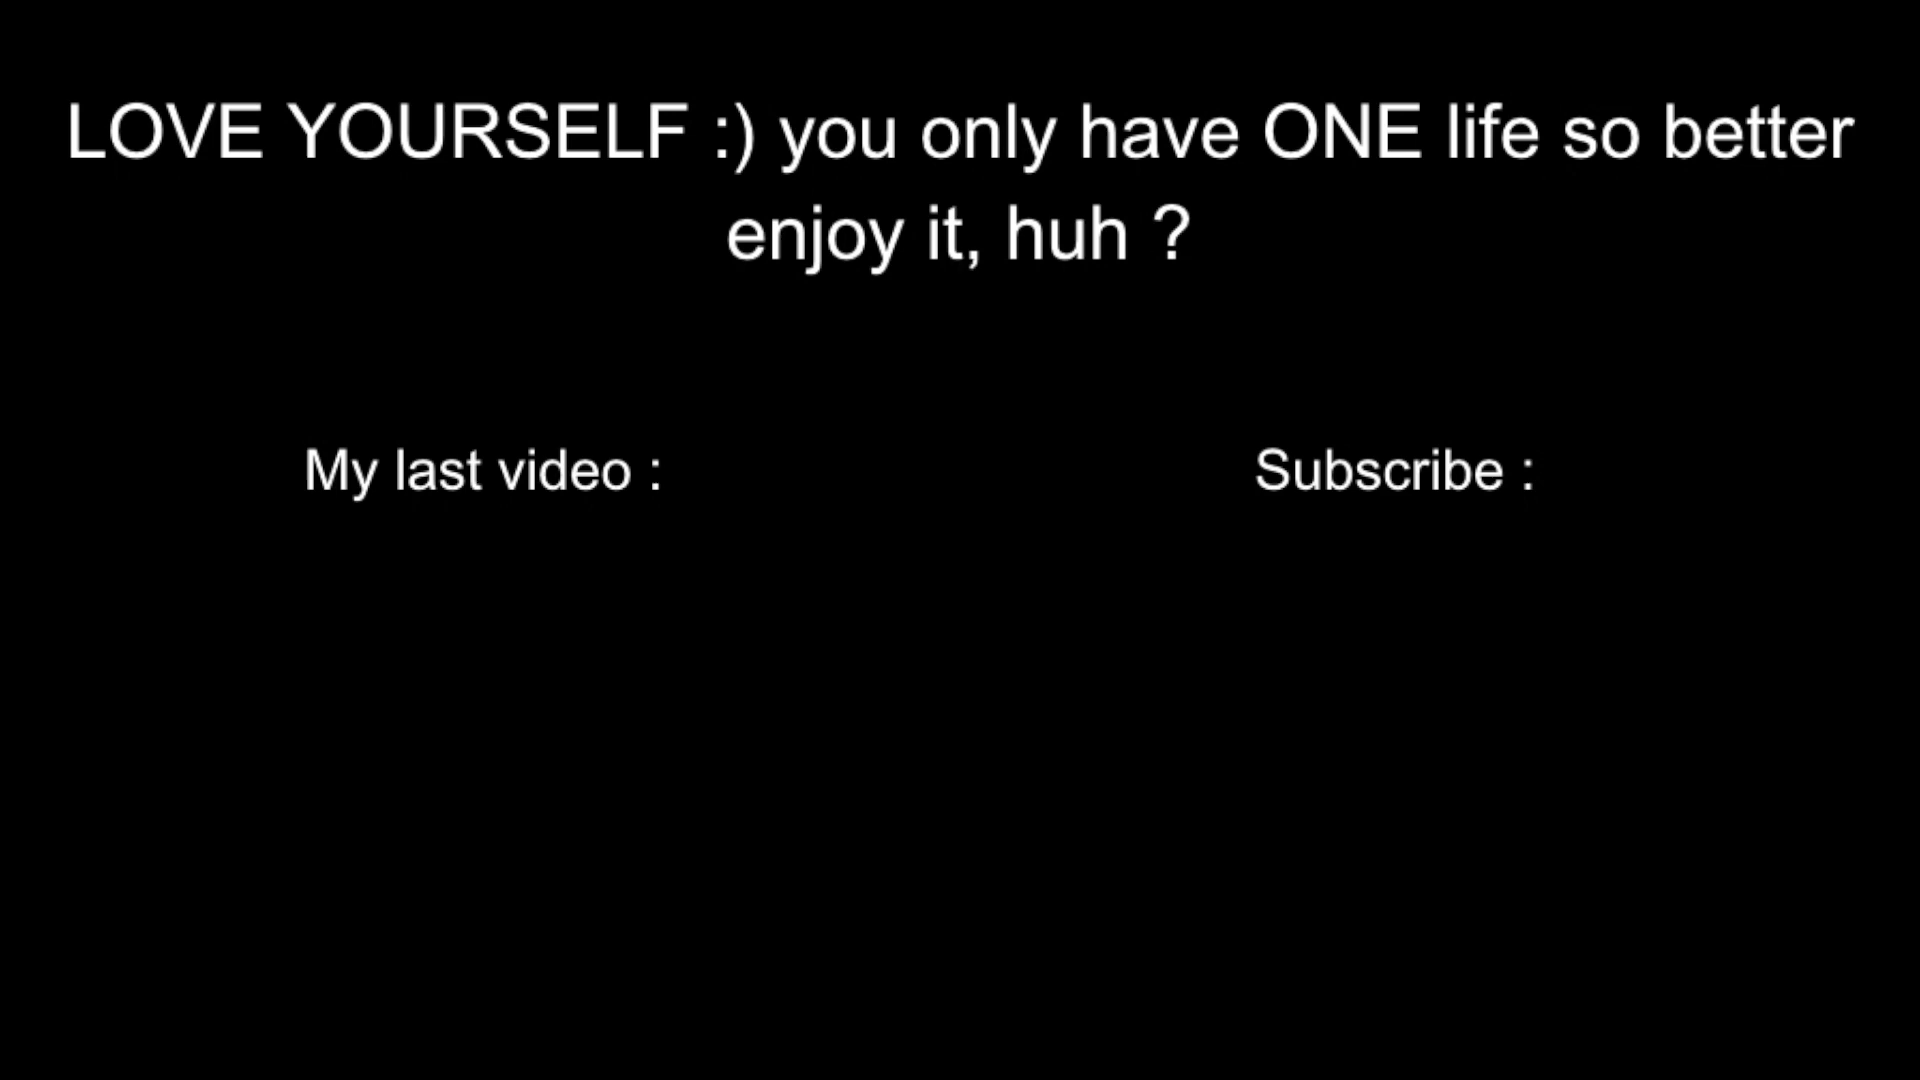 LOVE YOURSELF :) you only have ONE life so better
enjoy it, huh ?
My last video :
Subscribe :